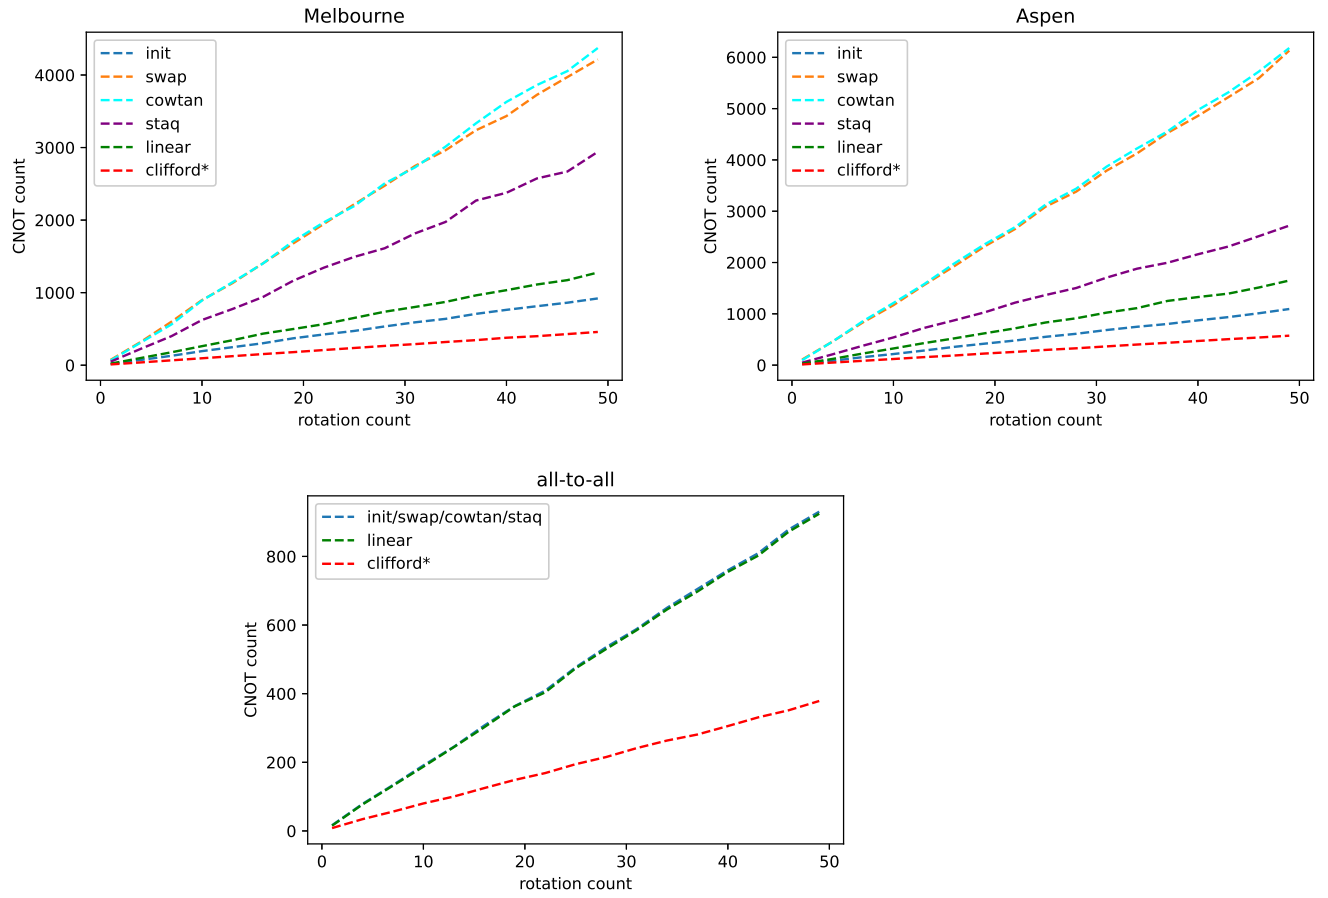 Melbourne
init
swap
cowtan
staq
linear
clifford*
CNOT count
4000
3000
2000
1000
0
0 10 20 30 40 50
rotation count
Aspen
init
swap
cowtan
staq
linear
clifford*
CNOT count
6000
5000
4000
3000
2000
1000
0
0 10 20 30 40 50
rotation count
all-to-all
init/swap/cowtan/staq
linear
clifford*
CNOT count
800
600
400
200
0
0 10 20 30 40 50
rotation count